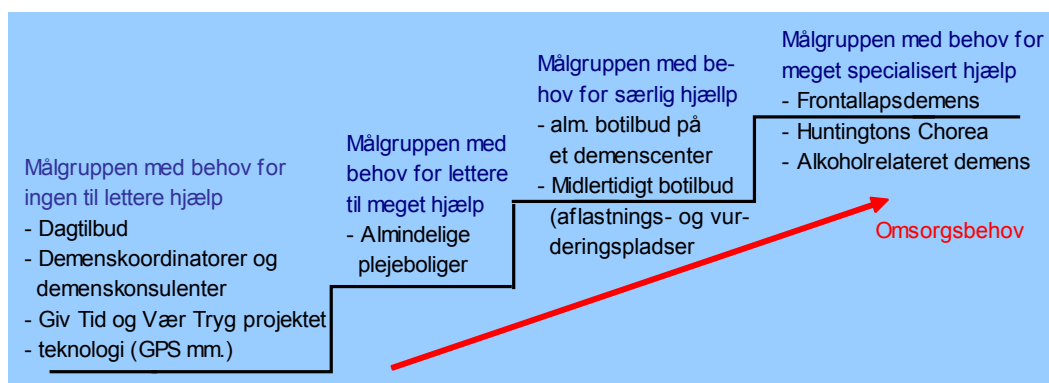 Målgruppen med behov for
ingen til lettere hjælp
- Dagtilbud
- Demenskoordinatorer og
demenskonsulenter
- Giv Tid og Vær Tryg projektet
- teknologi (GPS mm.)
Målgruppen med
behov for lettere
til meget hjælp
- Almindelige
plejeboliger
Målgruppen med be-
hov for særlig hjællp
- alm. botilbud på
et demenscenter
- Midlertidigt botilbud
(aflastnings- og vur-
deringspladser
Målgruppen med behov for
meget specialisert hjælp
- Frontallapsdemens
- Huntingtons Chorea
- Alkoholrelateret demens
Omsorgsbehov